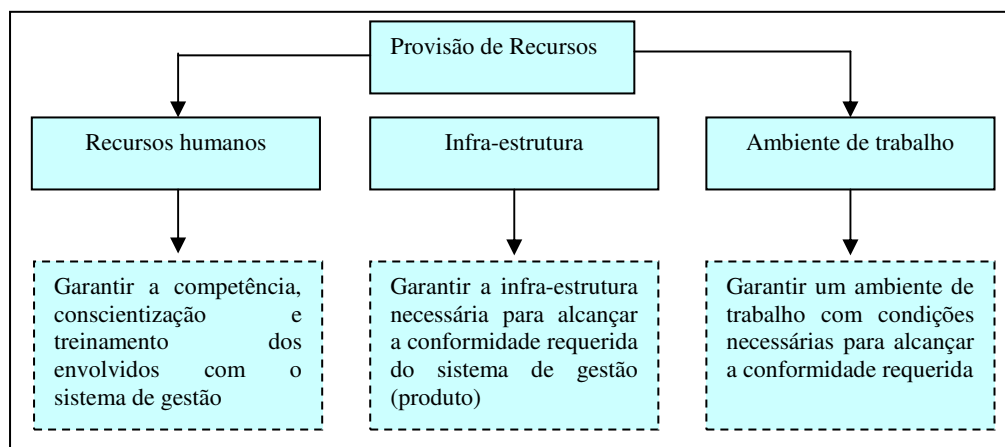 Provisão de Recursos
Recursos humanos
Infra-estrutura
Ambiente de trabalho
Garantir a competência,
conscientização e
treinamento dos
envolvidos com o
sistema de gestão
Garantir a infra-estrutura
necessária para alcançar
a conformidade requerida
do sistema de gestão
(produto)
Garantir um ambiente de
trabalho com condições
necessárias para alcançar
a conformidade requerida